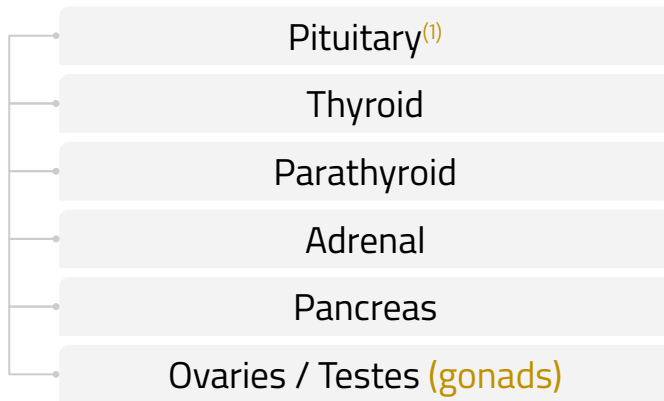 Pituitary(1)
Thyroid
Parathyroid
Adrenal
Pancreas
Ovaries / Testes (gonads)